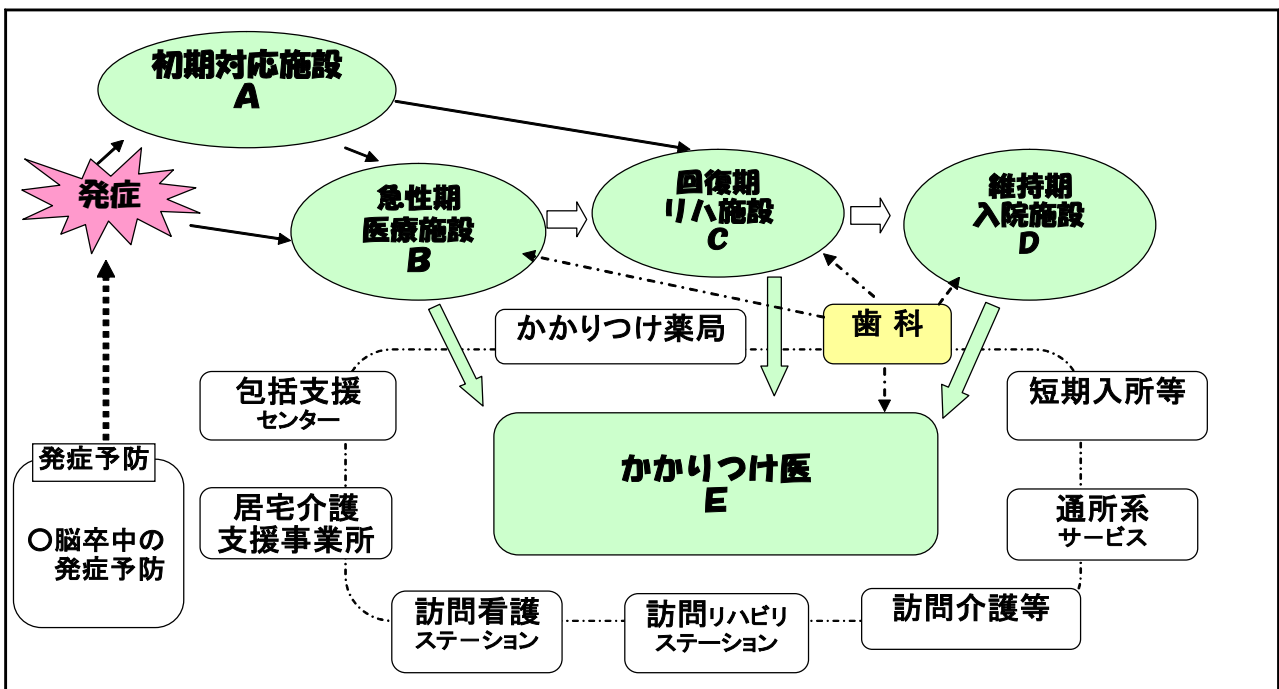 初期対応施設
A
発症
急性期
医療施設
B
回復期
リハ施設
C
維持期
入院施設
D
かかりつけ薬局
歯 科
包括支援
センター
短期入所等
発症予防
○脳卒中の
発症予防
かかりつけ医
E
居宅介護
支援事業所
通所系
サービス
訪問看護
ステーション
訪問リハビリ
ステーション
訪問介護等